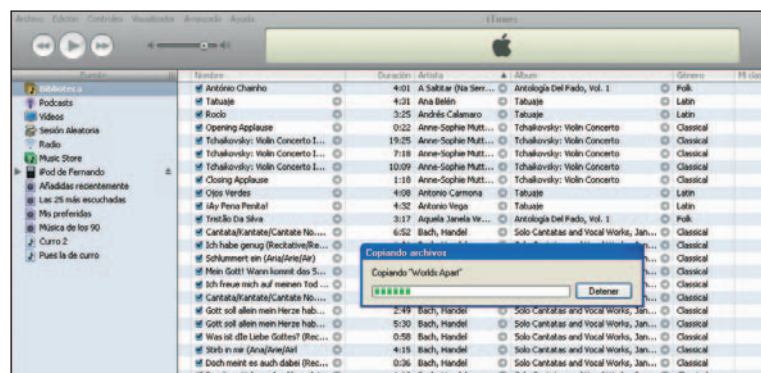 Archivo Edición Controles Visualizador Avanzado Ayuda iTunes
Fuente Nombre Duración Artista Álbum Género Mi clas
Biblioteca António Chainho 4:01 A Saltitar (Na Serr... Antología Del Fado, Vol. 1 Folk
Podcasts Tatuaje 4:31 Ana Belén Tatuaje Latin
Vídeos Rocío 3:25 Andrés Calamaro Tatuaje Latin
Sesión Aleatoria Opening Applause 0:22 Anne-Sophie Mutt... Tchaikovsky: Violin Concerto Classical
Radio Tchaikovsky: Violin Concerto I... 19:25 Anne-Sophie Mutt... Tchaikovsky: Violin Concerto Classical
Music Store Tchaikovsky: Violin Concerto I... 7:18 Anne-Sophie Mutt... Tchaikovsky: Violin Concerto Classical
iPod de Fernando Tchaikovsky: Violin Concerto I... 10:09 Anne-Sophie Mutt... Tchaikovsky: Violin Concerto Classical
Añadidas recientemente Closing Applause 1:18 Anne-Sophie Mutt... Tchaikovsky: Violin Concerto Classical
Las 25 más escuchadas Ojos Verdes 4:08 Antonio Carmona Tatuaje Latin
Mis preferidas ¡Ay Pena Penita! 4:32 Antonio Vega Tatuaje Latin
Música de los 90 Tristão Da Silva 3:17 Aquela Janela Vir... Antología Del Fado, Vol. 1 Folk
Curro 2 Cantata/Kantate/Cantate No.... 6:52 Bach, Handel Solo Cantatas and Vocal Works, Jan... Classical
Pues la de curro Ich habe genug (Recitative/Re... Classical
Schlummert ein (Aria/Arie/Air) Classical
Mein Gott! Wann kommt das S... Classical
Ich freue mich auf meinen Tod ... Classical
Cantata/Kantate/Cantate No.... Classical
Copiando archivos
Copiando "Worlds Apart"
Detener
Gott soll allein mein Herze hab... 2:49 Bach, Handel Solo Cantatas and Vocal Works, Jan... Classical
Gott soll allein mein Herze hab... 5:30 Bach, Handel Solo Cantatas and Vocal Works, Jan... Classical
Was ist die Liebe Gottes? (Rec... 0:58 Bach, Handel Solo Cantatas and Vocal Works, Jan... Classical
Stirb in mir (Aria/Arie/Air) 4:15 Bach, Handel Solo Cantatas and Vocal Works, Jan... Classical
Doch meint es auch dabei (Rec... 0:36 Bach, Handel Solo Cantatas and Vocal Works, Jan... Classical